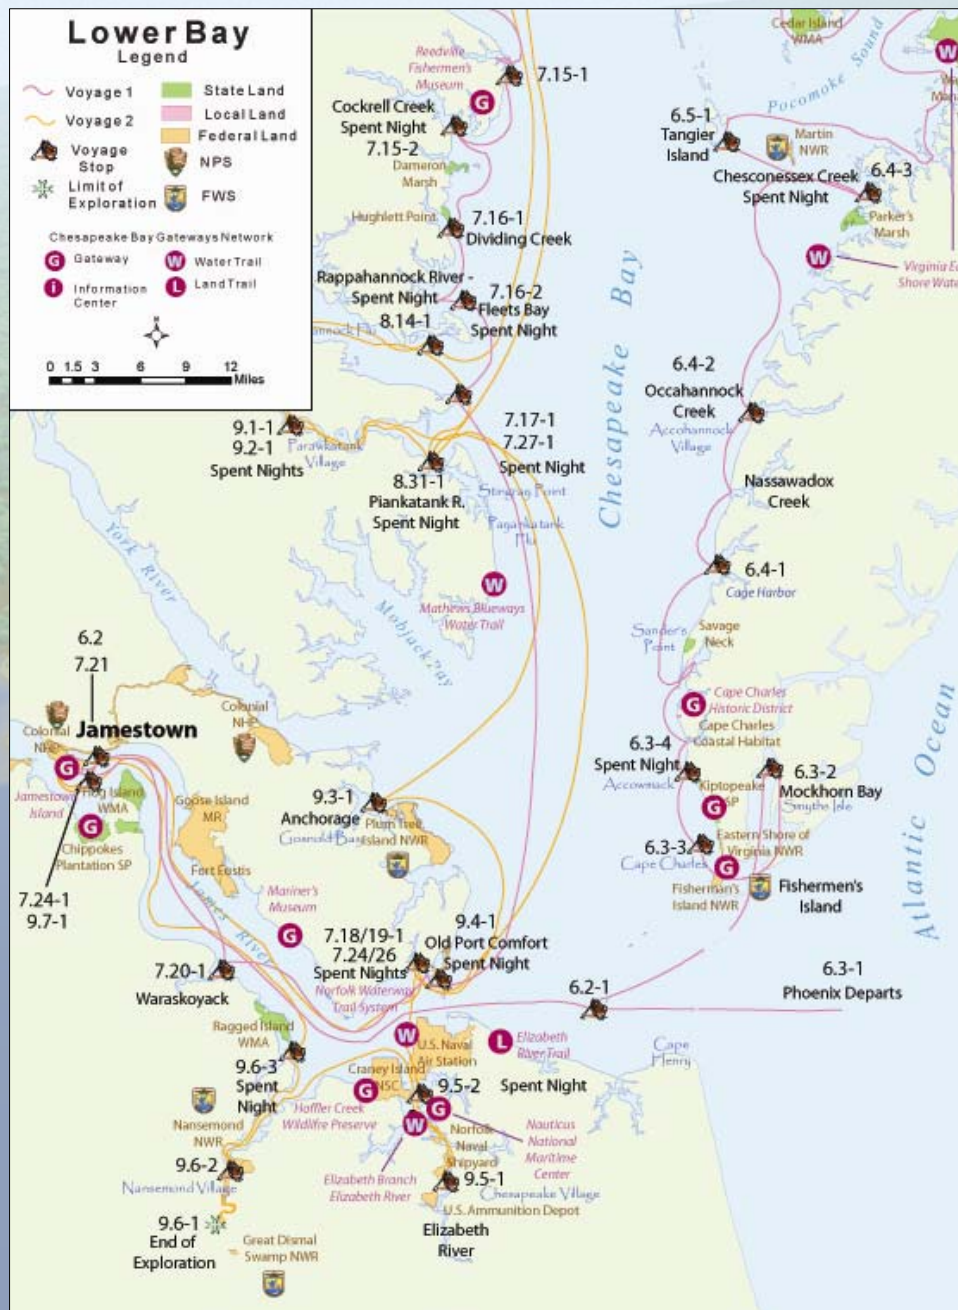 Lower Bay
Legend
Voyage 1
State Land
Voyage 2
Local Land
Federal Land
Voyage
Stop
NPS
Limit of
Exploration
FWS
Chesapeake Bay Gateways Network
G
Gateway
W
Water Trail
i
Information
Center
L
Land Trail
N
0 1.5 3 6 9 12
Miles
Reedville
Fishermen's
Museum
G
7.15-1
Cockrell Creek
Spent Night
7.15-2
Dameron
Marsh
Hughlett Point
7.16-1
Dividing Creek
Rappahannock River -
Spent Night
7.16-2
Fleets Bay
Spent Night
8.14-1
Cedar Island
WMA
Pocomoke Sound
W
6.5-1
Tangier
Island
Martin
NWR
Chesconessex Creek
Spent Night
6.4-3
Parker's
Marsh
W
Chesapeake Bay
6.4-2
Occahannock
Creek
Accohannock
Village
Nassawadox
Creek
9.1-1
9.2-1
Spent Nights
Parawkatank
Village
7.17-1
7.27-1
Spent Night
8.31-1
Piankatank R.
Spent Night
Stingray Point
York River
W
Mathews Blueways
Water Trail
Mobjack Bay
6.4-1
Cage Harbor
Sander's
Point
Savage
Neck
6.2
7.21
Jamestown
Colonial
NHP
Colonial
G
Jamestown
Island
Hog Island
WMA
G
Chippokes
Plantation SP
7.24-1
9.7-1
Goose Island
MR
Fort Eustis
James River
9.3-1
Anchorage
Plum Tree
Island NWR
G
Cape Charles
Historic District
Cape Charles
Coastal Habitat
6.3-4
Spent Night
Accowmack
Kiptopeake
SP
G
6.3-2
Mockhorn Bay
Smythe Isle
6.3-3
Cape Charles
Eastern Shore of
Virginia NWR
G
Fisherman's
Island NWR
Fishermen's
Island
Atlantic Ocean
Mariner's
Museum
G
7.18/19-1
7.24/26
Spent Nights
9.4-1
Old Port Comfort
Spent Night
Norfolk Waterway
Trail System
7.20-1
Waraskoyack
6.2-1
6.3-1
Phoenix Departs
Ragged Island
WMA
9.6-3
Spent
Night
W
U.S. Naval
Air Station
L
Elizabeth
River Trail
Cape
Henry
Spent Night
Craney Island
NSC
G
Hoffler Creek
Wildlifre Preserve
9.5-2
G
W
Nauticus
National
Maritime
Center
Norfolk
Naval
Shipyard
Elizabeth Branch
Elizabeth River
Nansemond
NWR
9.6-2
Nansemond Village
9.5-1
Chesapeake Village
U.S. Ammunition Depot
Elizabeth
River
9.6-1
End of
Exploration
Great Dismal
Swamp NWR